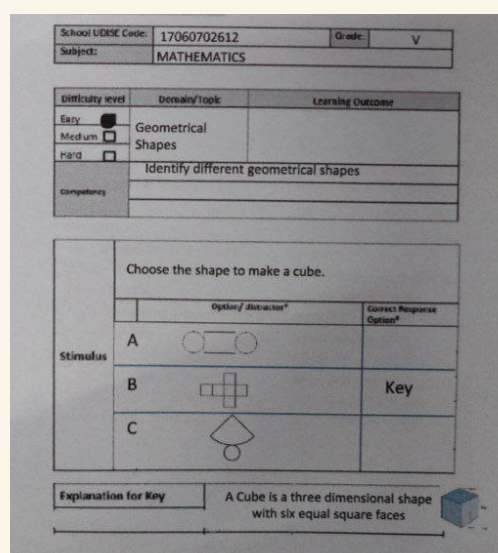 School UDISE Code: 17060702612 Grade: V
Subject: MATHEMATICS
Difficulty level Domain/Topic Learning Outcome
Easy
Medium
Hard
Geometrical
Shapes
Identify different geometrical shapes
Competency
Choose the shape to make a cube.
Option/ distractor* Correct Response
Option*
Stimulus
A
B Key
C
Explanation for Key A Cube is a three dimensional shape
with six equal square faces